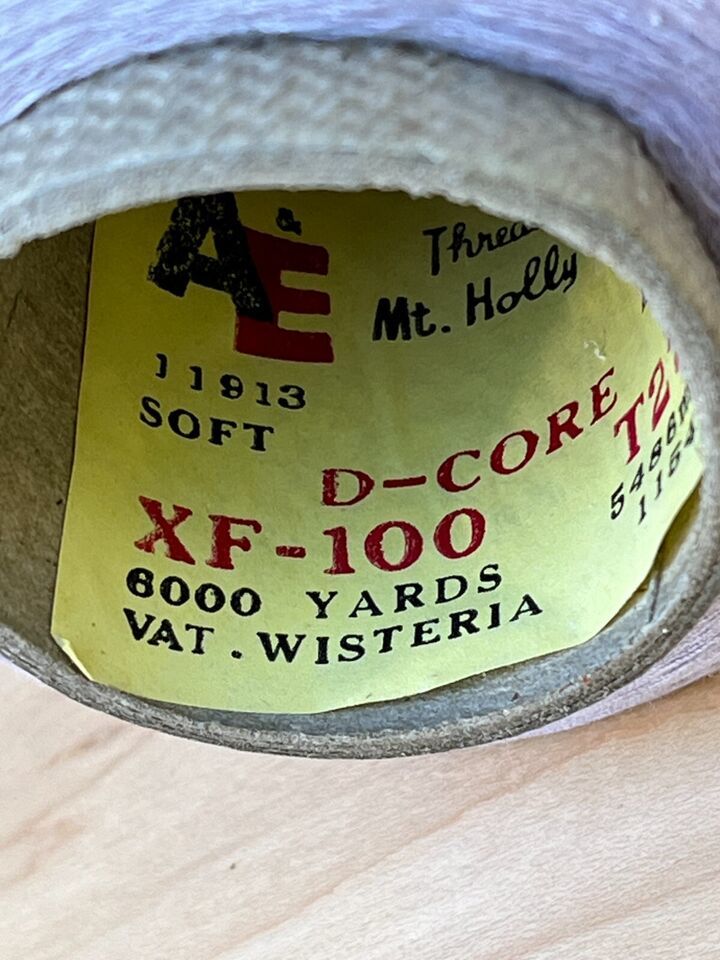 A&E
Mt. Holly
11913
SOFT
D-CORE
XF-100
6000 YARDS
VAT. WISTERIA